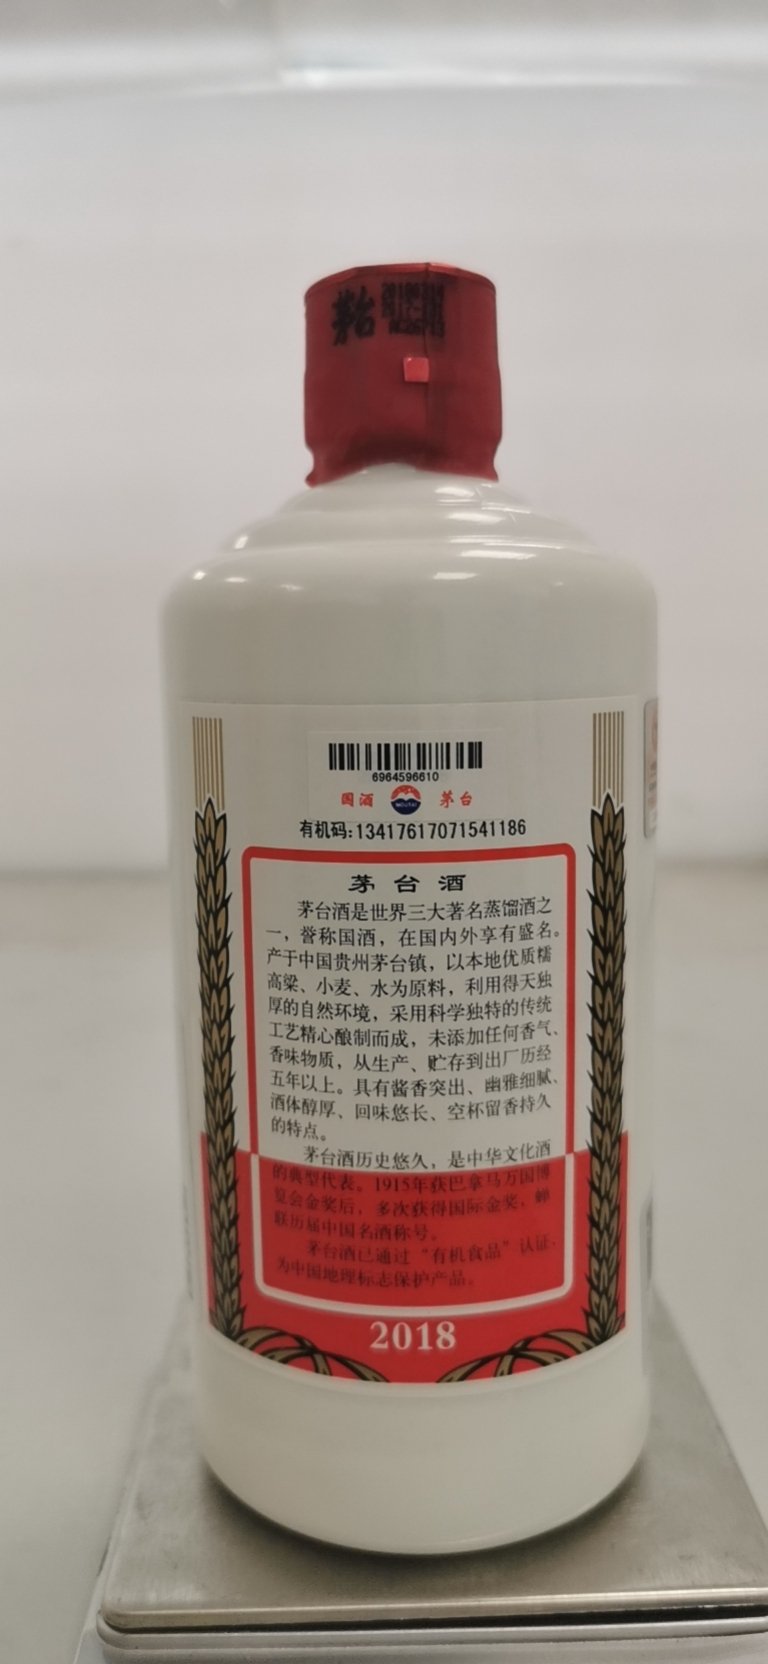 茅台
6964596610
国酒 MOUTAI 茅台
有机码:13417617071541186
茅台酒
茅台酒是世界三大著名蒸馏酒之
一，誉称国酒，在国内外享有盛名。
产于中国贵州茅台镇，以本地优质糯
高粱、小麦、水为原料，利用得天独
厚的自然环境，采用科学独特的传统
工艺精心酿制而成，未添加任何香气、
香味物质，从生产、贮存到出厂历经
五年以上。具有酱香突出、幽雅细腻、
酒体醇厚、回味悠长、空杯留香持久
的特点。
茅台酒历史悠久，是中华文化酒
的典型代表。1915年获巴拿马万国博
览会金奖后，多次获得国际金奖，蝉
联历届中国名酒称号。
茅台酒已通过“有机食品”认证，
为中国地理标志保护产品。
2018